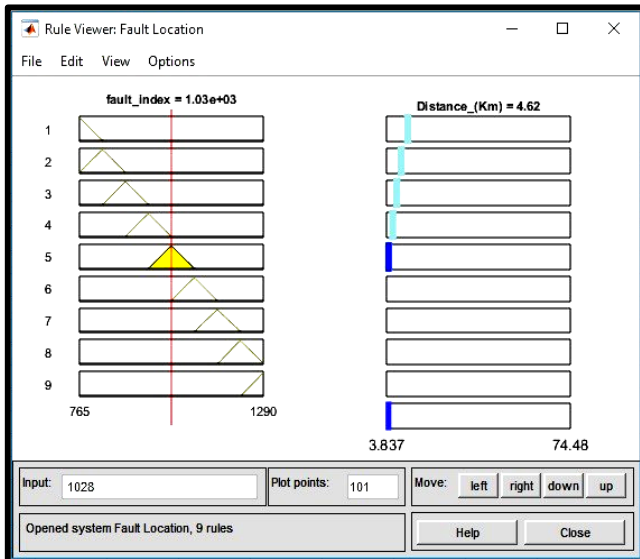 Rule Viewer: Fault Location
File Edit View Options
fault_index = 1.03e+03
Distance_(Km) = 4.62
1
2
3
4
5
6
7
8
9
765 1290
3.837 74.48
Input: 1028 Plot points: 101 Move: left right down up
Opened system Fault Location, 9 rules
Help Close